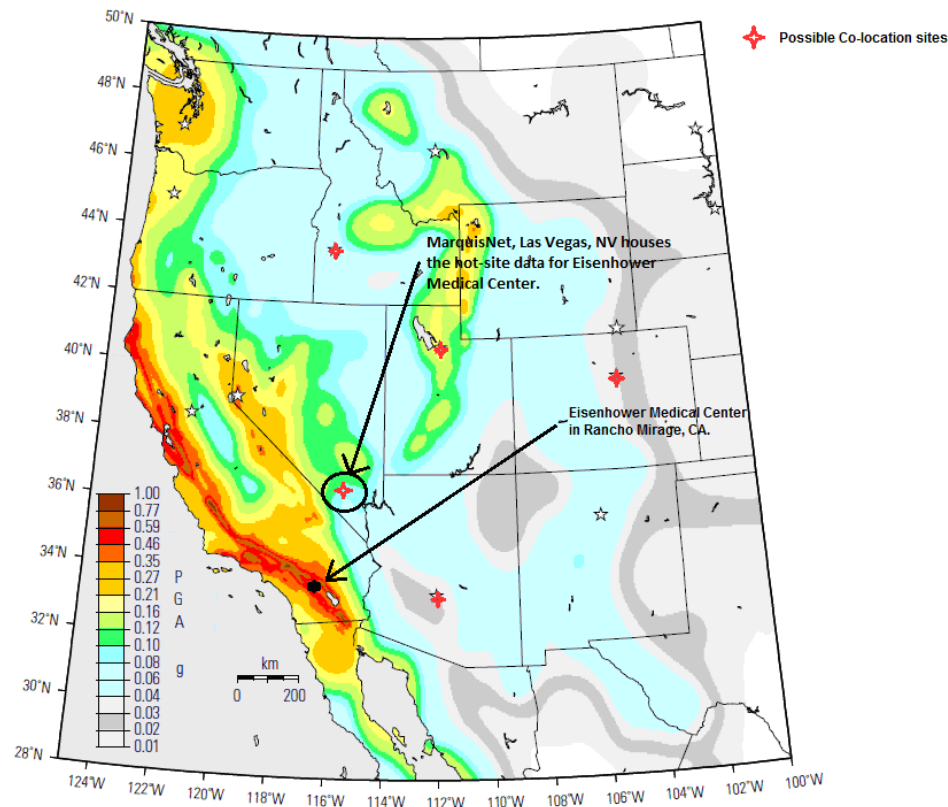 50°N
48°N
46°N
44°N
42°N
40°N
38°N
36°N
34°N
32°N
30°N
28°N
Possible Co-location sites
MarquisNet, Las Vegas, NV houses
the hot-site data for Eisenhower
Medical Center.
Eisenhower Medical Center
in Rancho Mirage, CA.
1.00
0.77
0.59
0.46
0.35
0.27
0.21
0.16
0.12
0.10
0.08
0.06
0.04
0.03
0.02
0.01
P
G
A
g
km
0 200
124°W 122°W 120°W 118°W 116°W 114°W 112°W 110°W 108°W 106°W 104°W 102°W 100°W